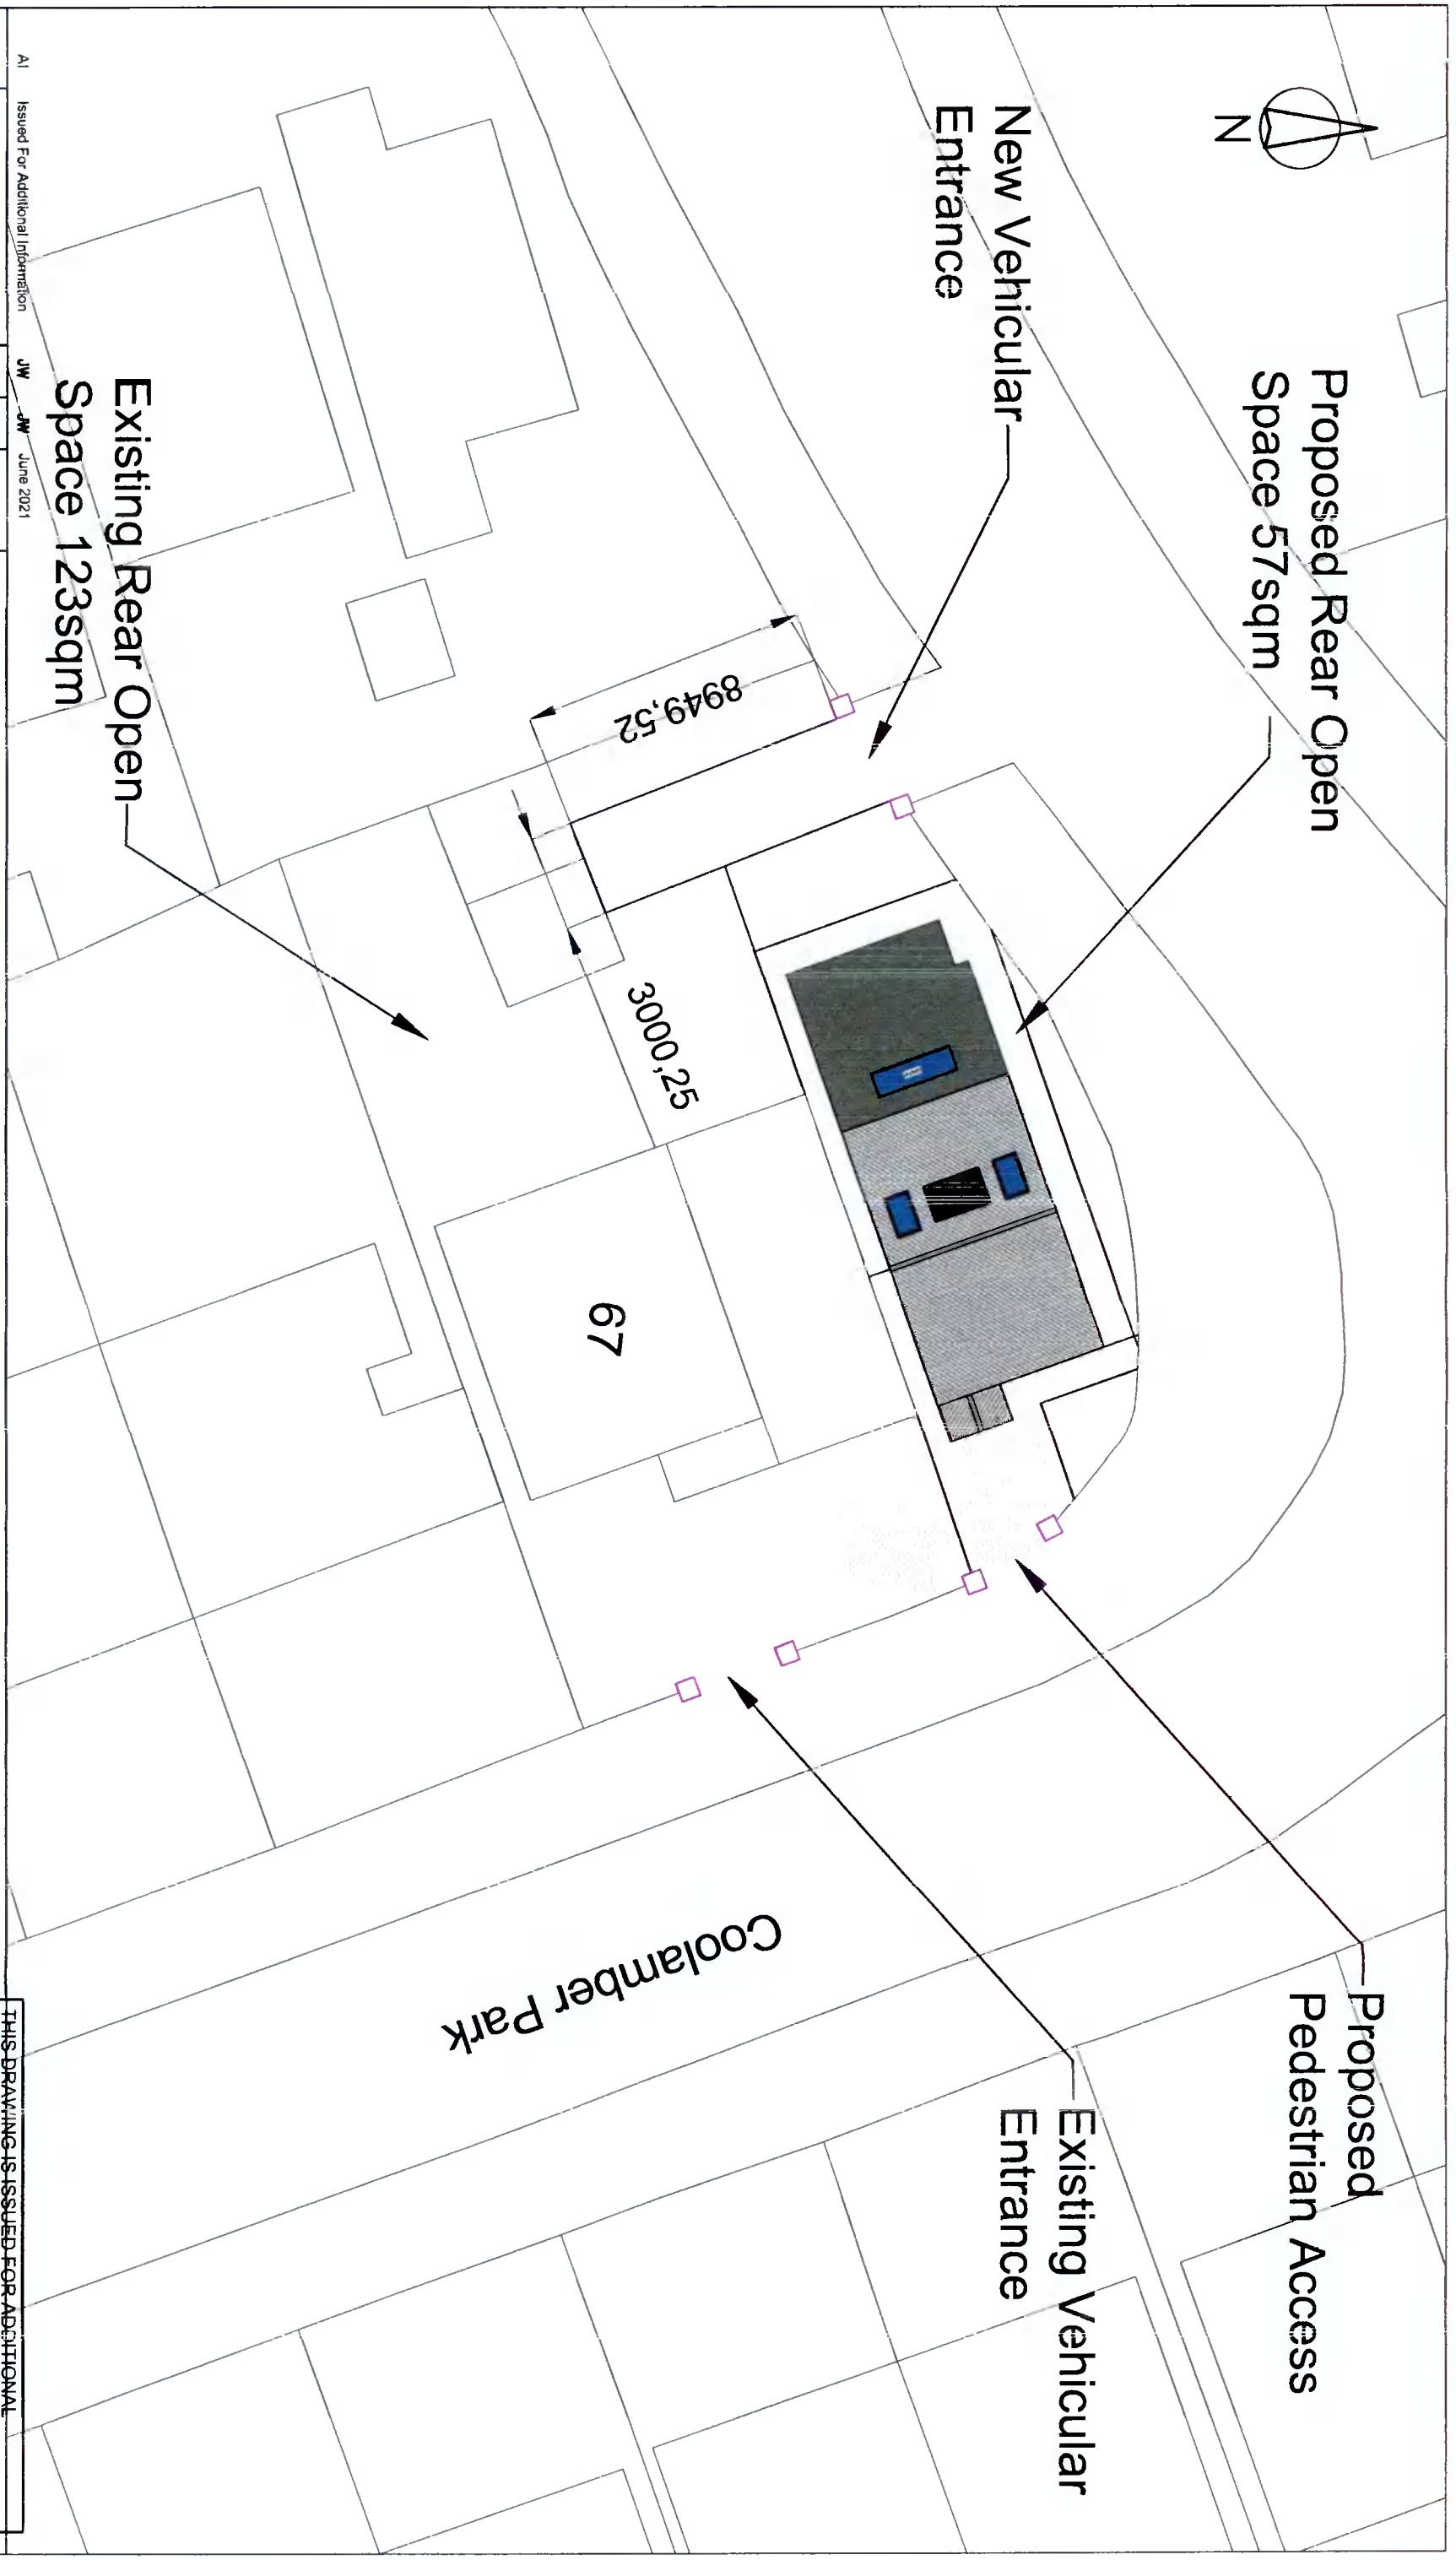 N
Proposed Rear Open
Space 57sqm
New Vehicular
Entrance
Existing Rear Open
Space 123sqm
8949,52
3000,25
67
Coolamber Park
Proposed
Pedestrian Access
Existing Vehicular
Entrance
A1 Issued For Additional Information JW JW June 2021
THIS DRAWING IS ISSUED FOR ADDITIONAL